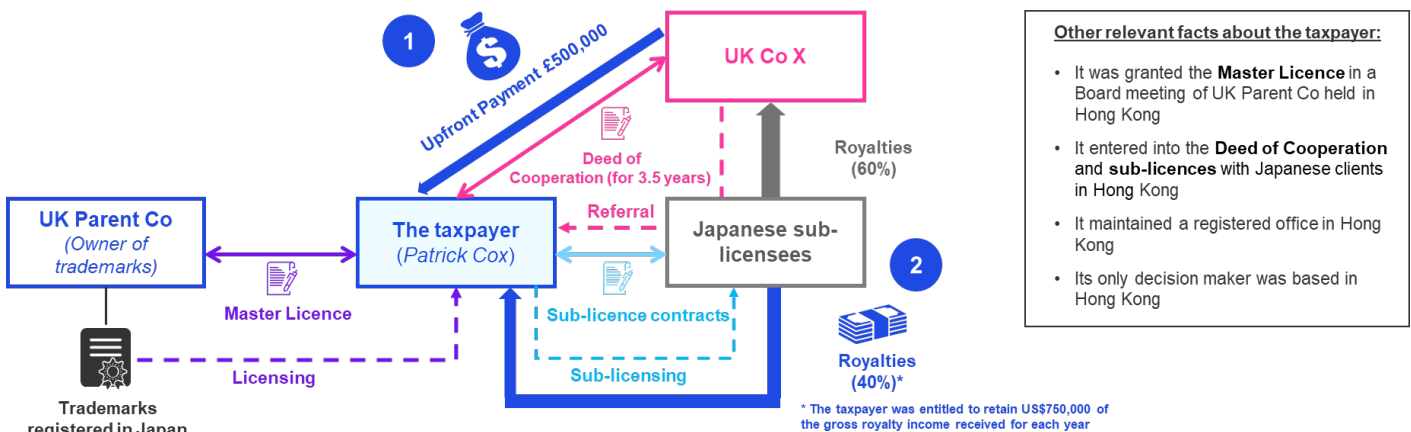 1
$
Upfront Payment £500,000
UK Co X
Deed of
Cooperation (for 3.5 years)
Royalties
(60%)
Referral
UK Parent Co
(Owner of
trademarks)
The taxpayer
(Patrick Cox)
Japanese sub-
licensees
2
Master Licence
Sub-licence contracts
Licensing
Sub-licensing
Royalties
(40%)*
Trademarks
registered in Japan
* The taxpayer was entitled to retain US$750,000 of
the gross royalty income received for each year
Other relevant facts about the taxpayer:
• It was granted the Master Licence in a
Board meeting of UK Parent Co held in
Hong Kong
• It entered into the Deed of Cooperation
and sub-licences with Japanese clients
in Hong Kong
• It maintained a registered office in Hong
Kong
• Its only decision maker was based in
Hong Kong